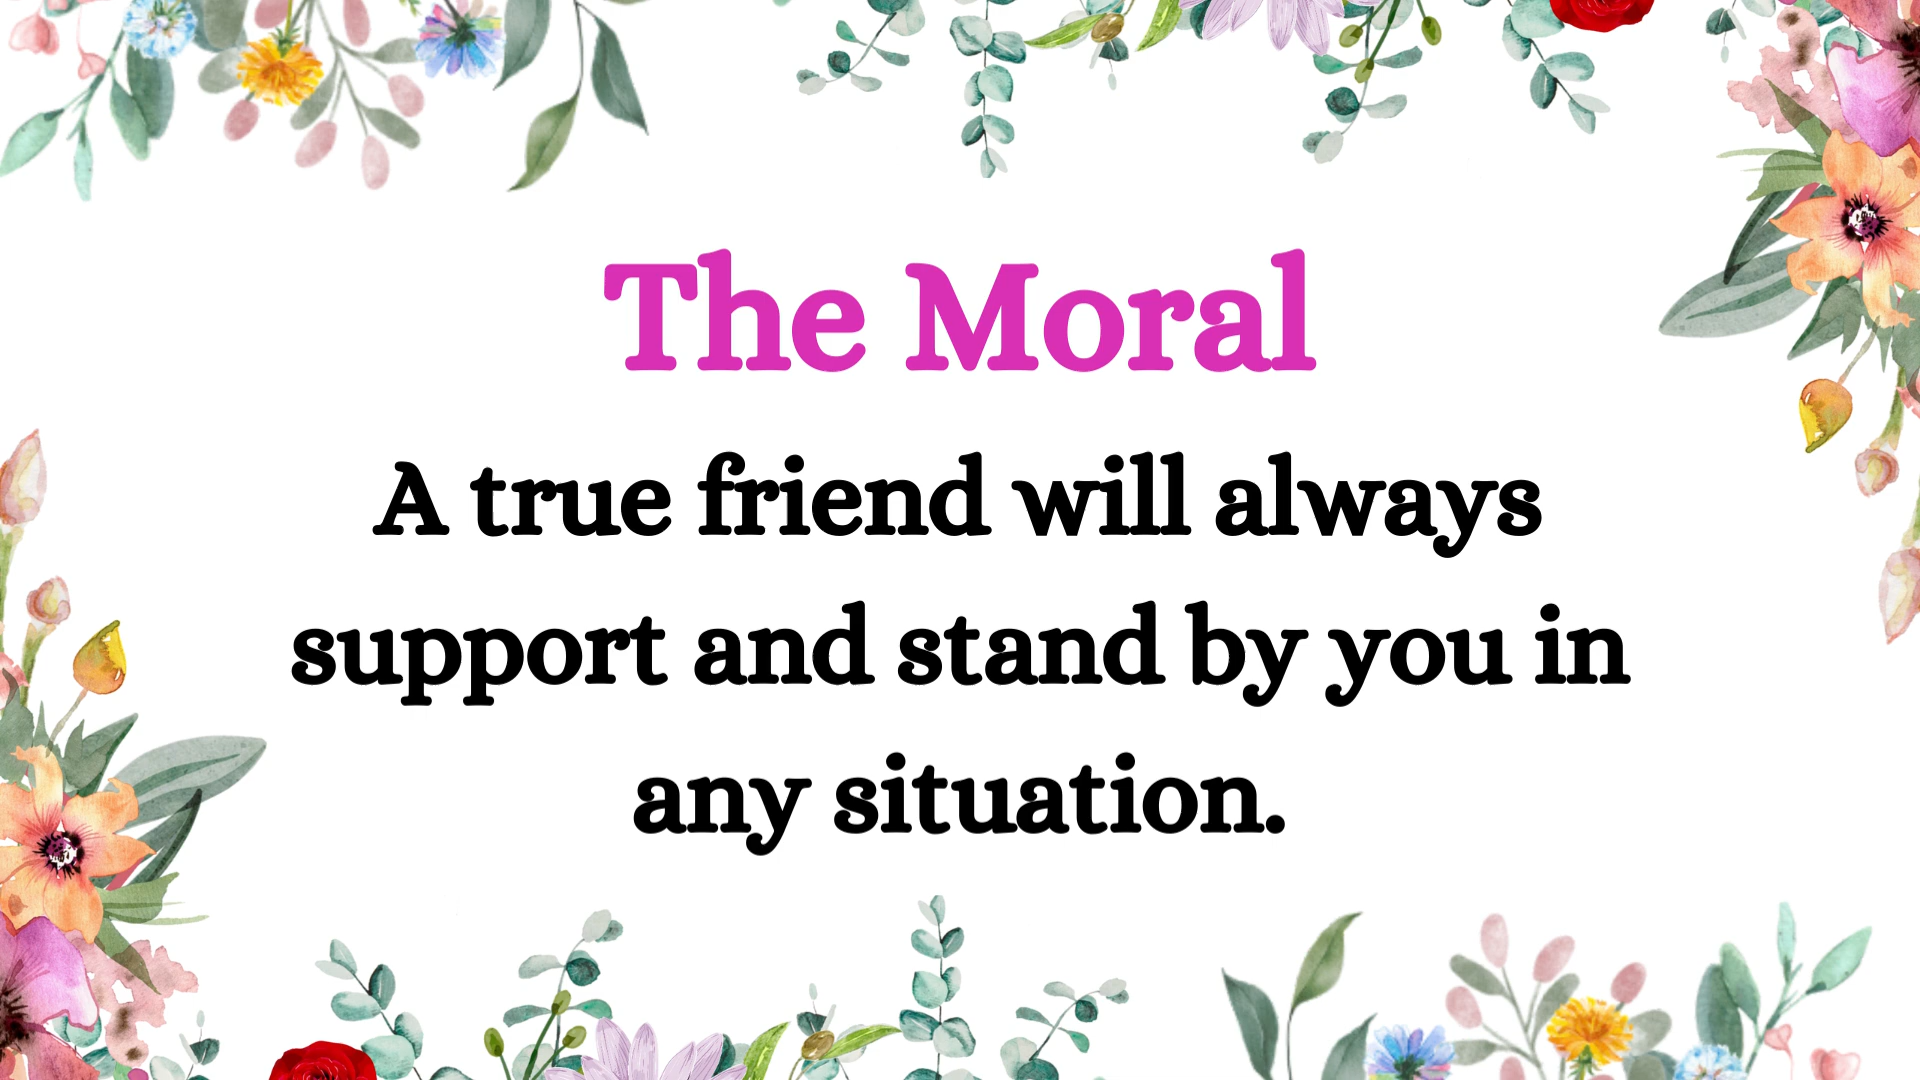 The Moral
A true friend will always
support and stand by you in
any situation.